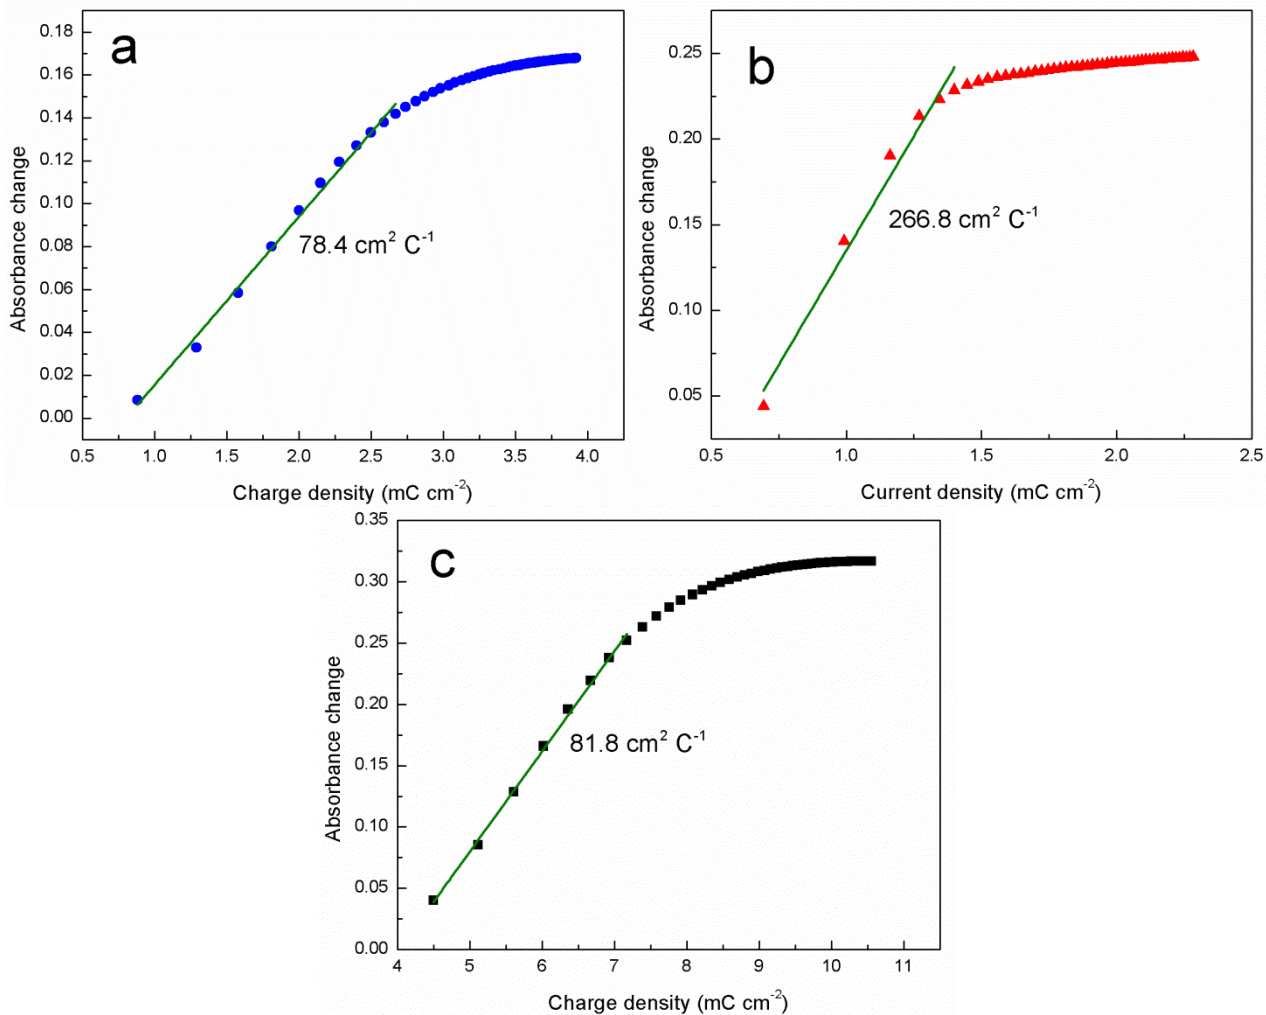 a
0.18
0.16
0.14
0.12
0.10
0.08
0.06
0.04
0.02
0.00
Absorbance change
78.4 cm² C⁻¹
0.5 1.0 1.5 2.0 2.5 3.0 3.5 4.0
Charge density (mC cm⁻²)
b
0.25
0.20
0.15
0.10
0.05
Absorbance change
266.8 cm² C⁻¹
0.5 1.0 1.5 2.0 2.5
Current density (mC cm⁻²)
c
0.35
0.30
0.25
0.20
0.15
0.10
0.05
0.00
Absorbance change
81.8 cm² C⁻¹
4 5 6 7 8 9 10 11
Charge density (mC cm⁻²)